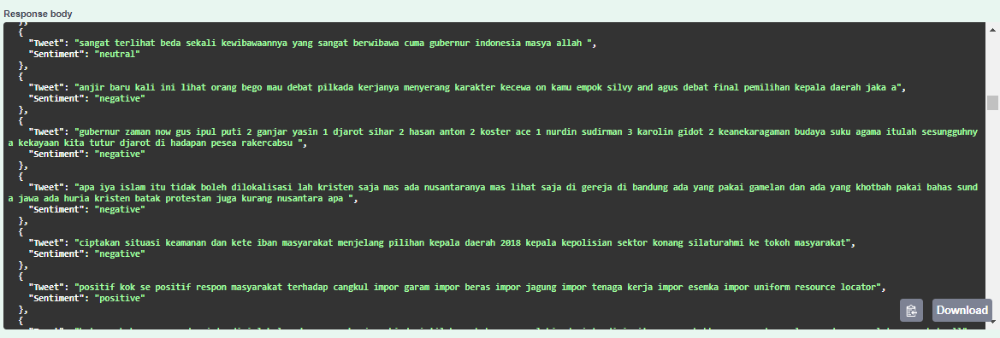 Response body
},
{
"Tweet": "sangat terlihat beda sekali kewibawaannya yang sangat berwibawa cuma gubernur indonesia masya allah ",
"Sentiment": "neutral"
},
{
"Tweet": "anjir baru kali ini lihat orang bego mau debat pilkada kerjanya menyerang karakter kecewa on kamu empok silvy and agus debat final pemilihan kepala daerah jaka a",
"Sentiment": "negative"
},
{
"Tweet": "gubernur zaman now gus ipul puti 2 ganjar yasin 1 djarot sihar 2 hasan anton 2 koster ace 1 nurdin sudirman 3 karolin gidot 2 keanekaragaman budaya suku agama itulah sesungguhny
a kekayaan kita tutur djarot di hadapan pesea rakercabsu ",
"Sentiment": "negative"
},
{
"Tweet": "apa iya islam itu tidak boleh dilokalisasi lah kristen saja mas ada nusantaranya mas lihat saja di gereja di bandung ada yang pakai gamelan dan ada yang khotbah pakai bahas sund
a jawa ada huria kristen batak protestan juga kurang nusantara apa ",
"Sentiment": "negative"
},
{
"Tweet": "ciptakan situasi keamanan dan kete iban masyarakat menjelang pilihan kepala daerah 2018 kepala kepolisian sektor konang silaturahmi ke tokoh masyarakat",
"Sentiment": "negative"
},
{
"Tweet": "positif kok se positif respon masyarakat terhadap cangkul impor garam impor beras impor jagung impor tenaga kerja impor esemka impor uniform resource locator",
"Sentiment": "positive"
},
{
Download